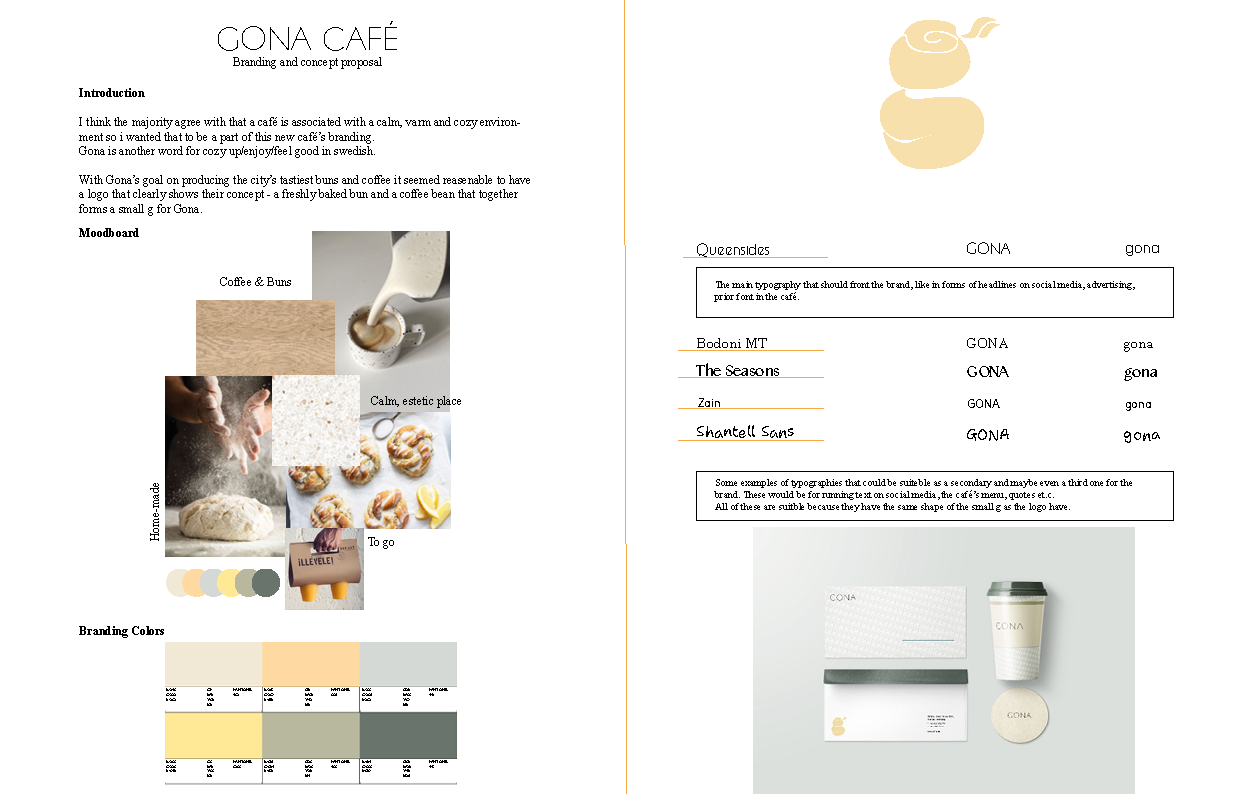 GONA CAFÉ
Branding and concept proposal
Introduction
I think the majority agree with that a café is associated with a calm, varm and cozy environ-
ment so i wanted that to be a part of this new café's branding.
Gona is another word for cozy up/enjoy/feel good in swedish.
With Gona's goal on producing the city's tastiest buns and coffee it seemed reasenable to have
a logo that clearly shows their concept - a freshly baked bun and a coffee bean that together
forms a small g for Gona.
Moodboard
Coffee & Buns
Calm, estetic place
Home-made
¡LLÉVELE!
To go
Branding Colors
Queensides GONA gona
The main typography that should front the brand, like in forms of headlines on social media, advertising,
prior font in the café.
Bodoni MT GONA gona
The Seasons GONA gona
Zain GONA gona
Shantell Sans GONA gona
Some examples of typographies that could be suiteble as a secondary and maybe even a third one for the
brand. These would be for running text on social media, the café's menu, quotes et.c.
All of these are suitble because they have the same shape of the small g as the logo have.
GONA
GONA
GONA